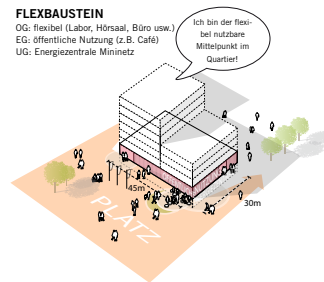 FLEXBAUSTEIN
OG: flexibel (Labor, Hörsaal, Büro usw.)
EG: öffentliche Nutzung (z.B. Café)
UG: Energiezentrale Mininetz
Ich bin der flexi-
bel nutzbare
Mittelpunkt im
Quartier!
45m
30m
PLATZ